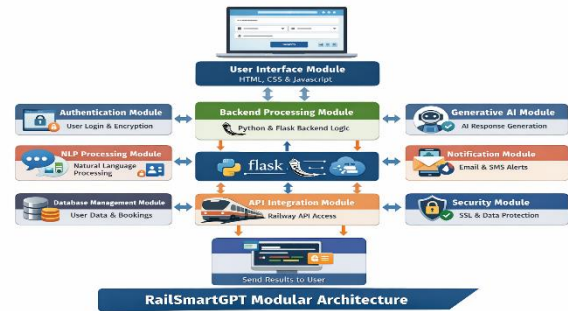 User Interface Module
HTML, CSS & Javascript
Authentication Module
User Login & Encryption
Backend Processing Module
Python & Flask Backend Logic
Generative AI Module
AI Response Generation
NLP Processing Module
Natural Language
Processing
flask
Notification Module
Email & SMS Alerts
Database Management Module
User Data & Bookings
API Integration Module
Railway API Access
Security Module
SSL & Data Protection
Send Results to User
RailSmartGPT Modular Architecture